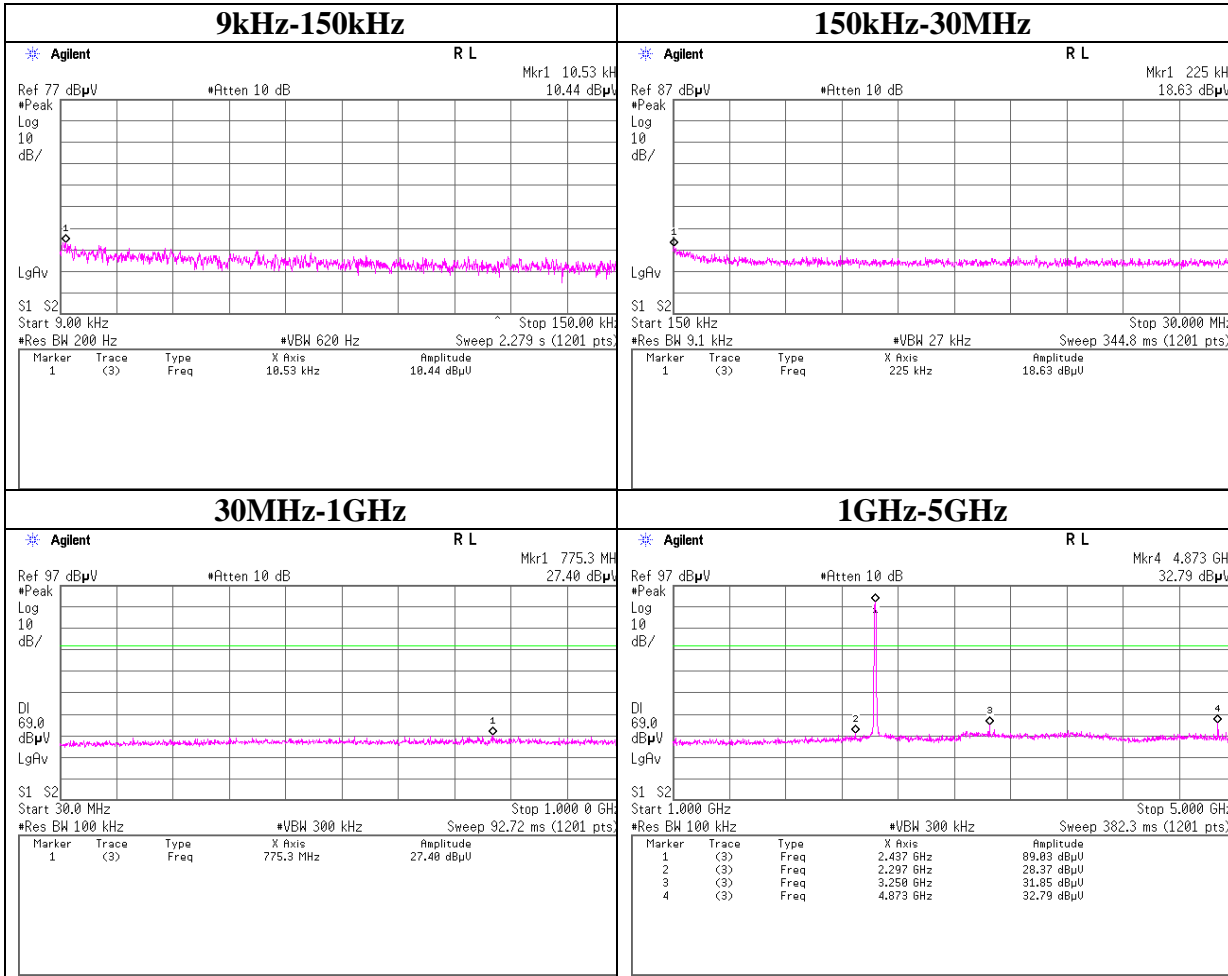 9kHz-150kHz
Agilent R L
Mkr1 10.53 kH
Ref 77 dBµV #Atten 10 dB 10.44 dBµV
#Peak
Log
10
dB/
1
LgAv
S1 S2
Start 9.00 kHz ^ Stop 150.00 kHz
#Res BW 200 Hz #VBW 620 Hz Sweep 2.279 s (1201 pts)
Marker Trace Type X Axis Amplitude
1 (3) Freq 10.53 kHz 10.44 dBµV
150kHz-30MHz
Agilent R L
Mkr1 225 kH
Ref 87 dBµV #Atten 10 dB 18.63 dBµV
#Peak
Log
10
dB/
1
LgAv
S1 S2
Start 150 kHz Stop 30.000 MHz
#Res BW 9.1 kHz #VBW 27 kHz Sweep 344.8 ms (1201 pts)
Marker Trace Type X Axis Amplitude
1 (3) Freq 225 kHz 18.63 dBµV
30MHz-1GHz
Agilent R L
Mkr1 775.3 MH
Ref 97 dBµV #Atten 10 dB 27.40 dBµV
#Peak
Log
10
dB/
DI
69.0
dBµV
1
LgAv
S1 S2
Start 30.0 MHz Stop 1.000 0 GHz
#Res BW 100 kHz #VBW 300 kHz Sweep 92.72 ms (1201 pts)
Marker Trace Type X Axis Amplitude
1 (3) Freq 775.3 MHz 27.40 dBµV
1GHz-5GHz
Agilent R L
Mkr4 4.873 GH
Ref 97 dBµV #Atten 10 dB 32.79 dBµV
#Peak
Log
10
dB/
1
DI
69.0
dBµV
2 3 4
LgAv
S1 S2
Start 1.000 GHz Stop 5.000 GHz
#Res BW 100 kHz #VBW 300 kHz Sweep 382.3 ms (1201 pts)
Marker Trace Type X Axis Amplitude
1 (3) Freq 2.437 GHz 89.03 dBµV
2 (3) Freq 2.297 GHz 28.37 dBµV
3 (3) Freq 3.250 GHz 31.85 dBµV
4 (3) Freq 4.873 GHz 32.79 dBµV